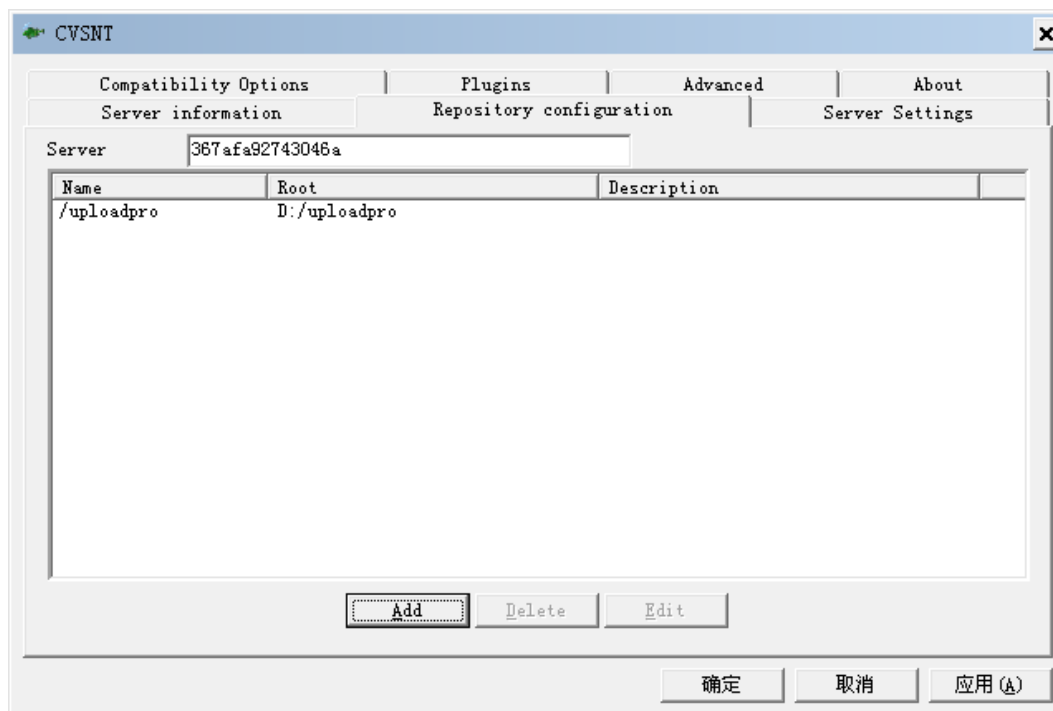 CVSNT
Compatibility Options Plugins Advanced About
Server information Repository configuration Server Settings
Server 367afa92743046a
Name Root Description
/uploadpro D:/uploadpro
Add Delete Edit
确定 取消 应用(A)